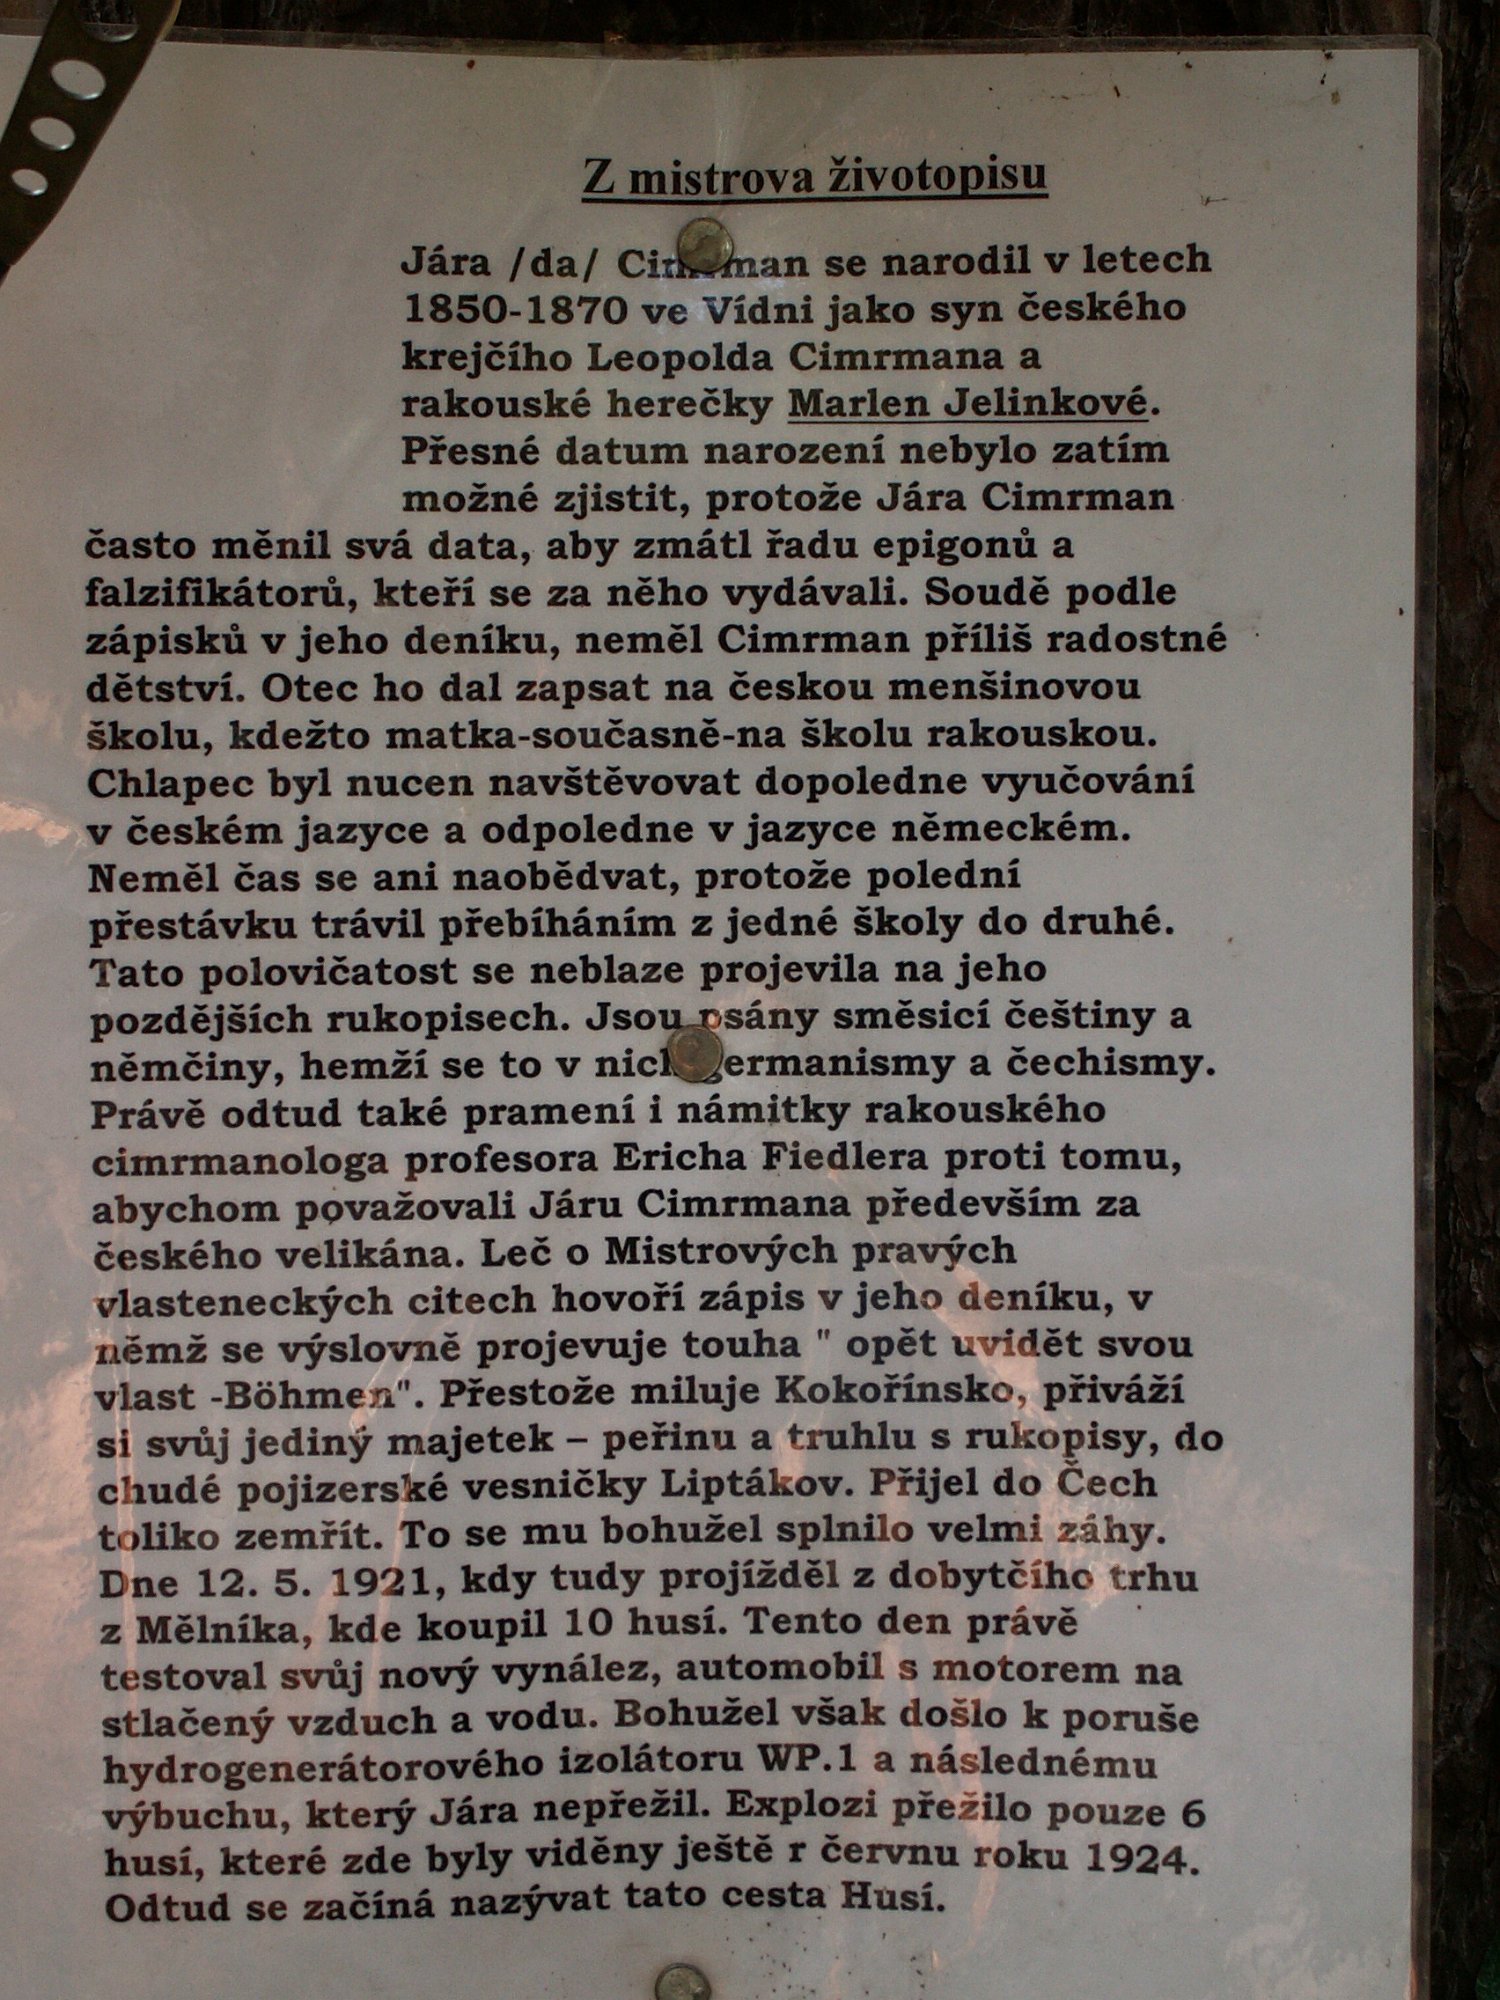 Z mistrova životopisu
Jára /da/ Cimrman se narodil v letech
1850-1870 ve Vídni jako syn českého
krejčího Leopolda Cimrmana a
rakouské herečky Marlen Jelinkové.
Přesné datum narození nebylo zatím
možné zjistit, protože Jára Cimrman
často měnil svá data, aby zmátl řadu epigonů a
falzifikátorů, kteří se za něho vydávali. Soudě podle
zápisků v jeho deníku, neměl Cimrman příliš radostné
dětství. Otec ho dal zapsat na českou menšinovou
školu, kdežto matka-současně-na školu rakouskou.
Chlapec byl nucen navštěvovat dopoledne vyučování
v českém jazyce a odpoledne v jazyce německém.
Neměl čas se ani naobědvat, protože polední
přestávku trávil přebíháním z jedné školy do druhé.
Tato polovičatost se neblaze projevila na jeho
pozdějších rukopisech. Jsou psány směsicí češtiny a
němčiny, hemží se to v nich germanismy a čechismy.
Právě odtud také pramení i námitky rakouského
cimrmanologa profesora Ericha Fiedlera proti tomu,
abychom považovali Járu Cimrmana především za
českého velikána. Leč o Mistrových pravých
vlasteneckých citech hovoří zápis v jeho deníku, v
němž se výslovně projevuje touha " opět uvidět svou
vlast -Böhmen". Přestože miluje Kokořínsko, přiváží
si svůj jediný majetek – peřinu a truhlu s rukopisy, do
chudé pojizerské vesničky Liptákov. Přijel do Čech
toliko zemřít. To se mu bohužel splnilo velmi záhy.
Dne 12. 5. 1921, kdy tudy projížděl z dobytčího trhu
z Mělníka, kde koupil 10 husí. Tento den právě
testoval svůj nový vynález, automobil s motorem na
stlačený vzduch a vodu. Bohužel však došlo k poruše
hydrogenerátorového izolátoru WP.1 a následnému
výbuchu, který Jára nepřežil. Explozi přežilo pouze 6
husí, které zde byly viděny ještě r červnu roku 1924.
Odtud se začíná nazývat tato cesta Husí.